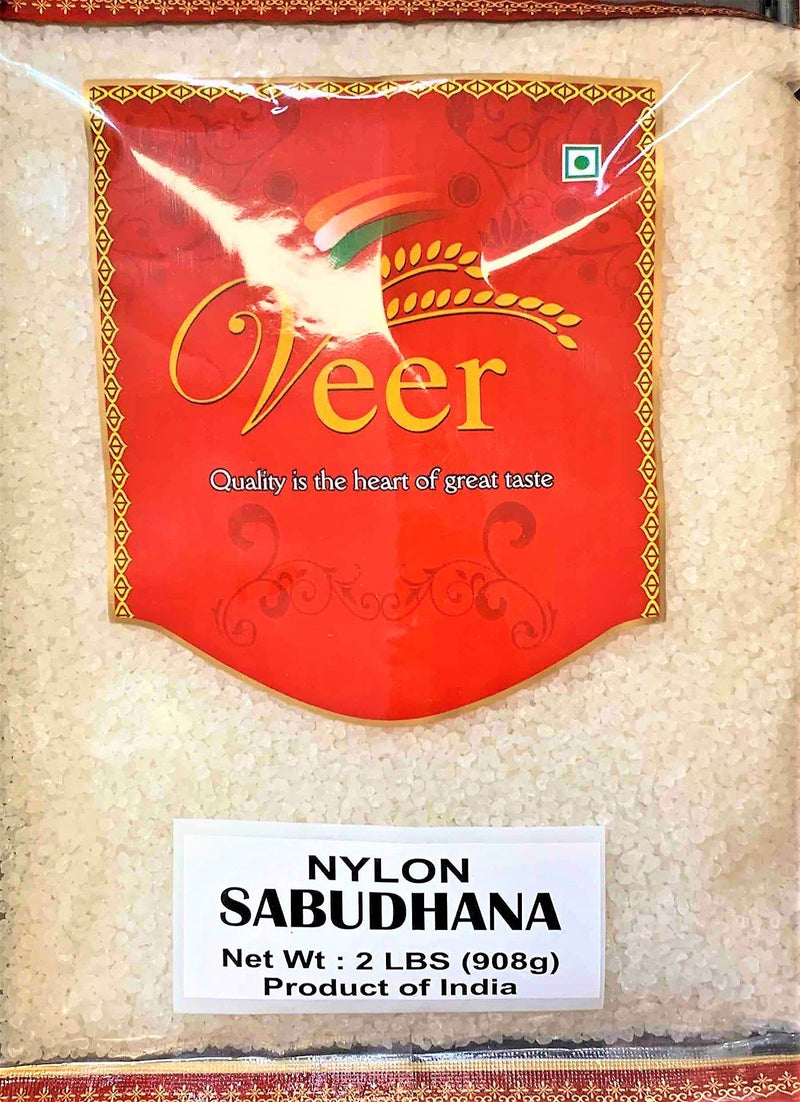 Veer
Quality is the heart of great taste
NYLON
SABUDHANA
Net Wt : 2 LBS (908g)
Product of India